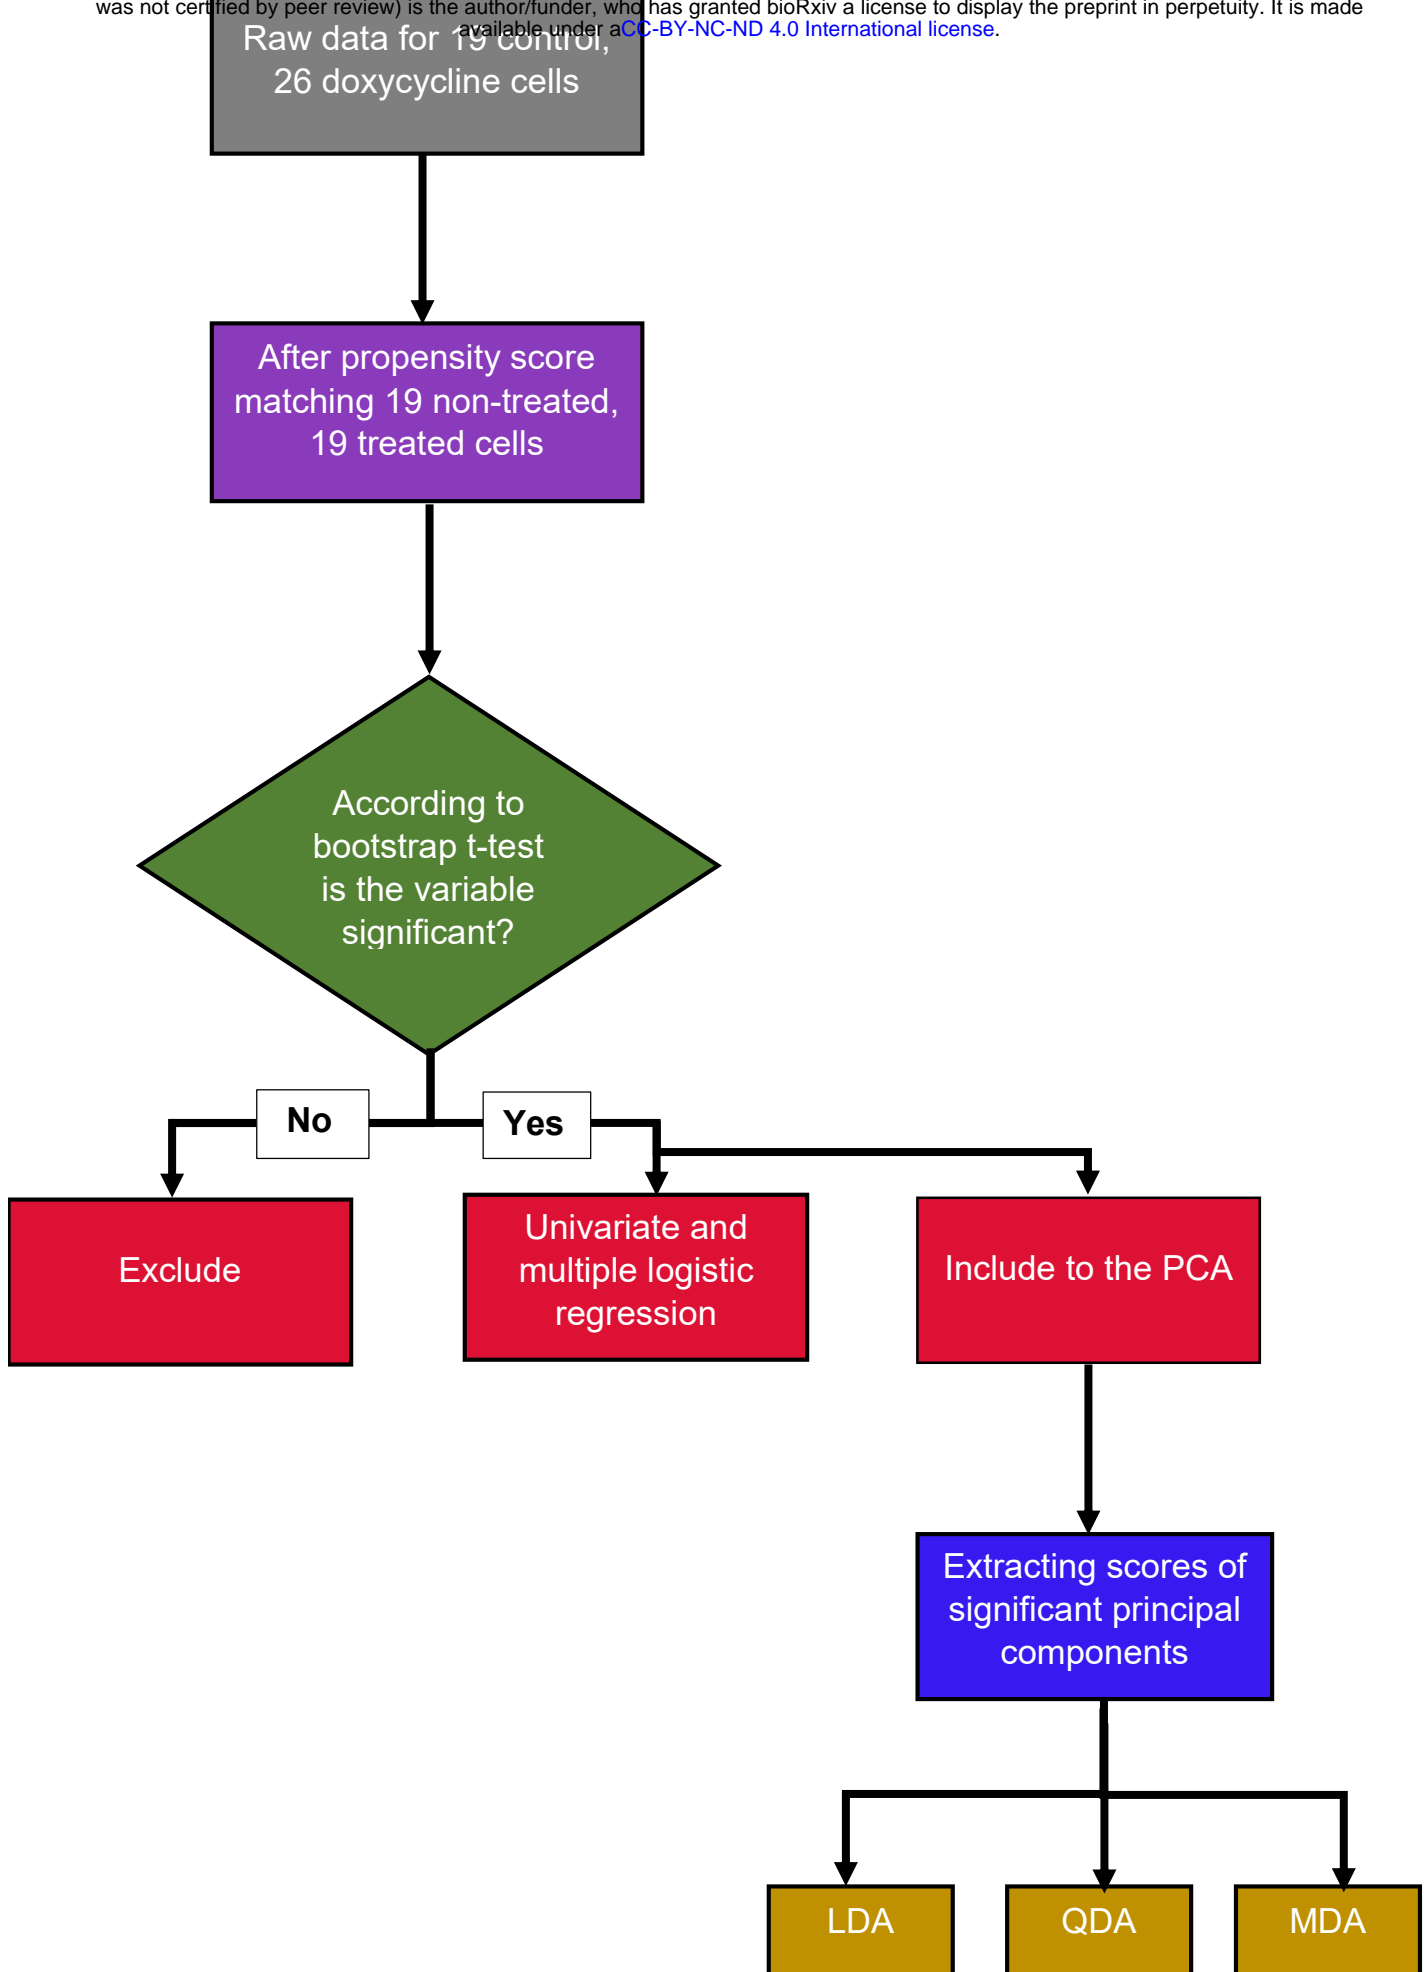 was not certified by peer review) is the author/funder, who has granted bioRxiv a license to display the preprint in perpetuity. It is made
available under aCC-BY-NC-ND 4.0 International license.
Raw data for 19 control,
26 doxycycline cells
After propensity score
matching 19 non-treated,
19 treated cells
According to
bootstrap t-test
is the variable
significant?
No
Yes
Exclude
Univariate and
multiple logistic
regression
Include to the PCA
Extracting scores of
significant principal
components
LDA
QDA
MDA